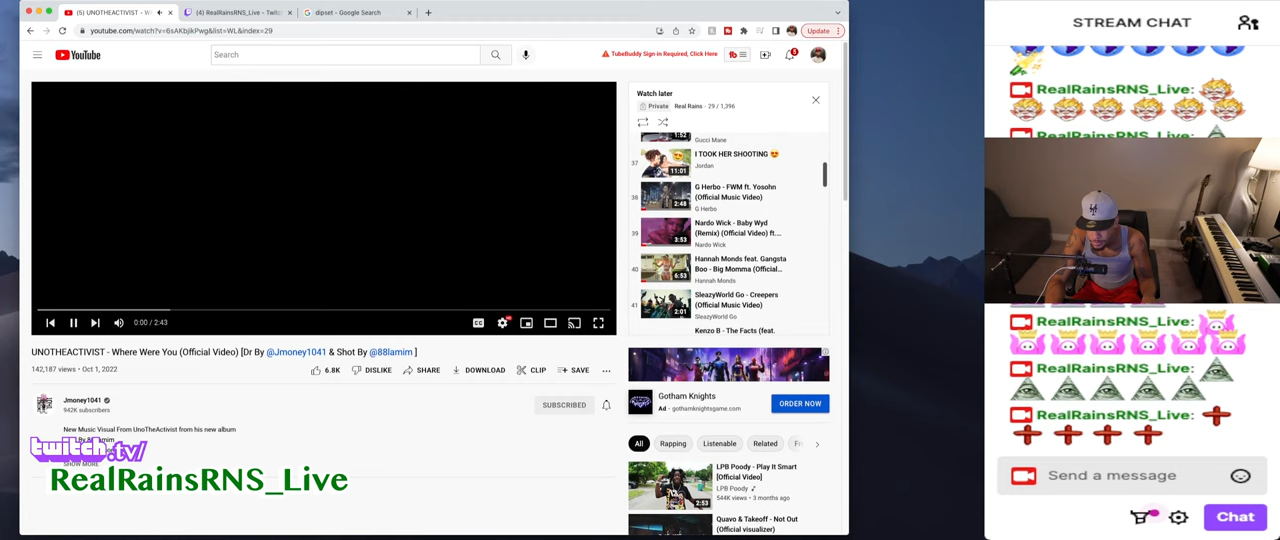 (5) UNOTHEACTIVIST - W
(4) RealRainsRNS_Live - Twitc
dipset - Google Search
youtube.com/watch?v=6sAKbjikPwg&list=WL&index=29
Update
YouTube
Search
TubeBuddy Sign-in Required, Click Here
Watch later
Private
Real Rains - 29 / 1,396
1:52
Gucci Mane
37
11:01
I TOOK HER SHOOTING 😍
Jordan
38
2:48
G Herbo - FWM ft. Yosohn
(Official Music Video)
G Herbo
39
3:53
Nardo Wick - Baby Wyd
(Remix) (Official Video) ft....
Nardo Wick
40
6:53
Hannah Monds feat. Gangsta
Boo - Big Momma (Official...
Hannah Monds
41
2:01
SleazyWorld Go - Creepers
(Official Music Video)
SleazyWorld Go
Kenzo B - The Facts (feat.
0:00 / 2:43
UNOTHEACTIVIST - Where Were You (Official Video) [Dr By @Jmoney1041 & Shot By @88lamim ]
142,187 views • Oct 1, 2022
6.8K
DISLIKE
SHARE
DOWNLOAD
CLIP
SAVE
Jmoney1041
942K subscribers
SUBSCRIBED
New Music Visual From UnoTheActivist from his new album
SHOW MORE
twitch.tv/
RealRainsRNS_Live
Gotham Knights
Ad • gothamknightsgame.com
ORDER NOW
All
Rapping
Listenable
Related
Fr
2:53
LPB Poody - Play It Smart
[Official Video]
LPB Poody
544K views • 3 months ago
Quavo & Takeoff - Not Out
(Official visualizer)
STREAM CHAT
RealRainsRNS_Live:
RealRainsRNS_Live:
RealRainsRNS_Live:
RealRainsRNS_Live:
RealRainsRNS_Live:
Send a message
Chat